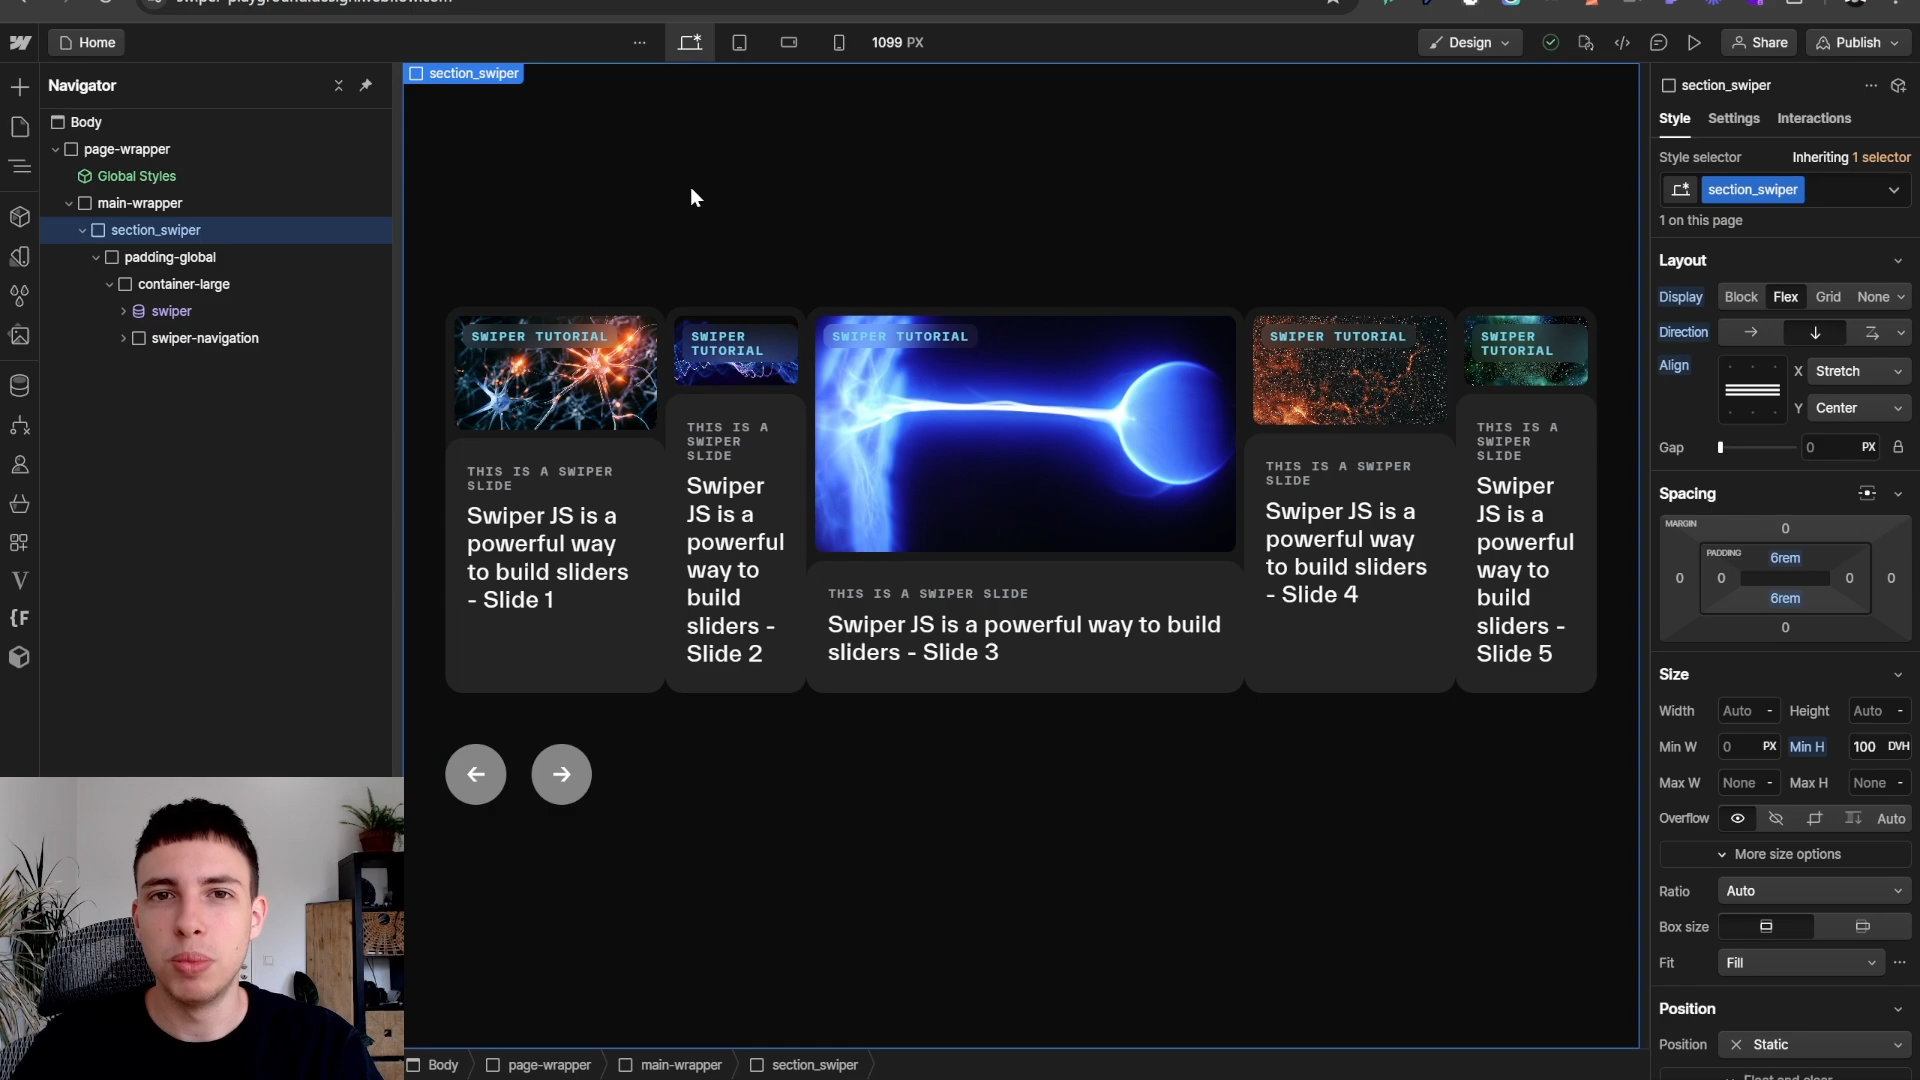 Home
1099 PX
Design
Share
Publish
Navigator
Body
page-wrapper
Global Styles
main-wrapper
section_swiper
padding-global
container-large
swiper
swiper-navigation
section_swiper
SWIPER TUTORIAL
THIS IS A SWIPER
SLIDE
Swiper JS is a
powerful way
to build sliders
- Slide 1
SWIPER
TUTORIAL
THIS IS A
SWIPER
SLIDE
Swiper
JS is a
powerful
way to
build
sliders -
Slide 2
SWIPER TUTORIAL
THIS IS A SWIPER SLIDE
Swiper JS is a powerful way to build
sliders - Slide 3
SWIPER TUTORIAL
THIS IS A SWIPER
SLIDE
Swiper JS is a
powerful way
to build sliders
- Slide 4
SWIPER
TUTORIAL
THIS IS A
SWIPER
SLIDE
Swiper
JS is a
powerful
way to
build
sliders -
Slide 5
Body page-wrapper main-wrapper section_swiper
section_swiper
Style Settings Interactions
Style selector Inheriting 1 selector
section_swiper
1 on this page
Layout
Display Block Flex Grid None
Direction
Align X Stretch
Y Center
Gap 0 PX
Spacing
MARGIN 0
PADDING 6rem
0 0 0 0
6rem
0
Size
Width Auto - Height Auto -
Min W 0 PX Min H 100 DVH
Max W None - Max H None -
Overflow Auto
More size options
Ratio Auto
Box size
Fit Fill
Position
Position Static